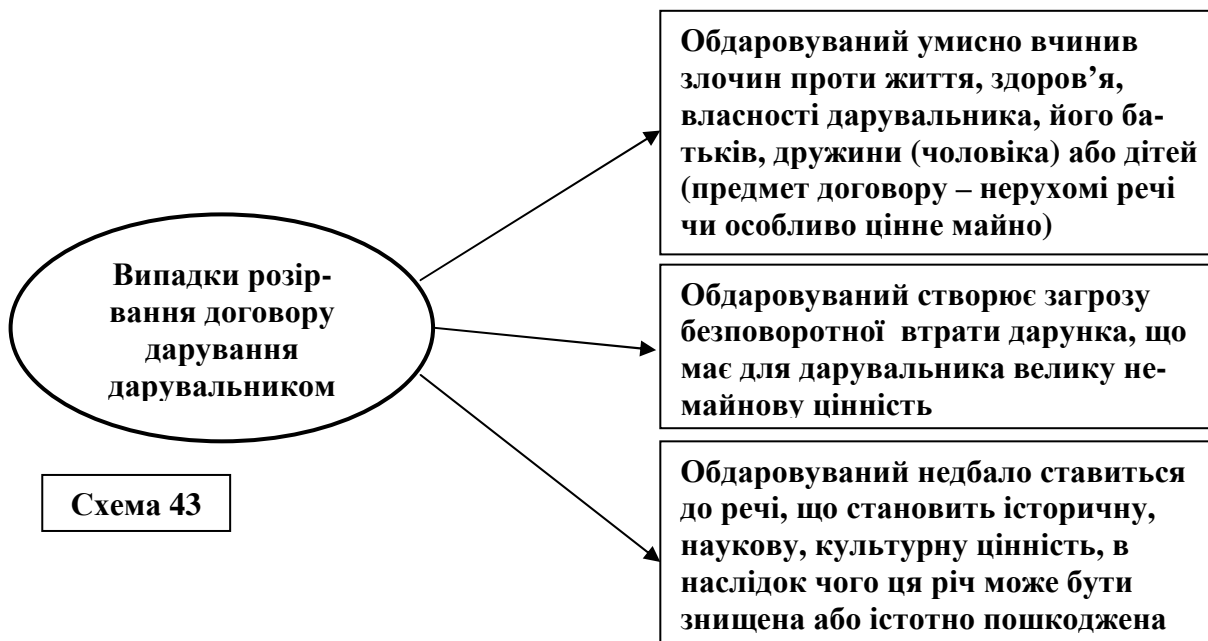 Випадки розір-
вання договору
дарування
дарувальником
Схема 43
Обдаровуваний умисно вчинив
злочин проти життя, здоров’я,
власності дарувальника, його ба-
тьків, дружини (чоловіка) або дітей
(предмет договору – нерухомі речі
чи особливо цінне майно)
Обдаровуваний створює загрозу
безповоротної втрати дарунка, що
має для дарувальника велику не-
майнову цінність
Обдаровуваний недбало ставиться
до речі, що становить історичну,
наукову, культурну цінність, в
наслідок чого ця річ може бути
знищена або істотно пошкоджена